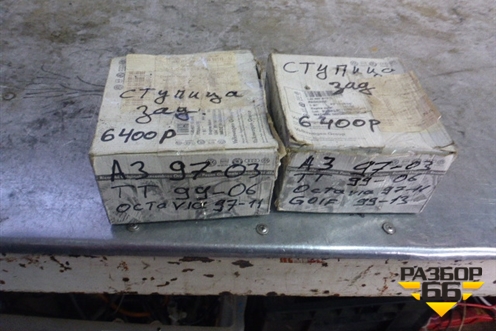 СТУПИЦА
ЗАД
6400Р
А3 97-03
ТТ 99-06
OCTAVIA 97-11
СТУПИЦА
ЗАД
6400Р
А3 97-03
ТТ 99-06
OCTAVIA 97-11
GOLF 99-13
РАЗБОР
66